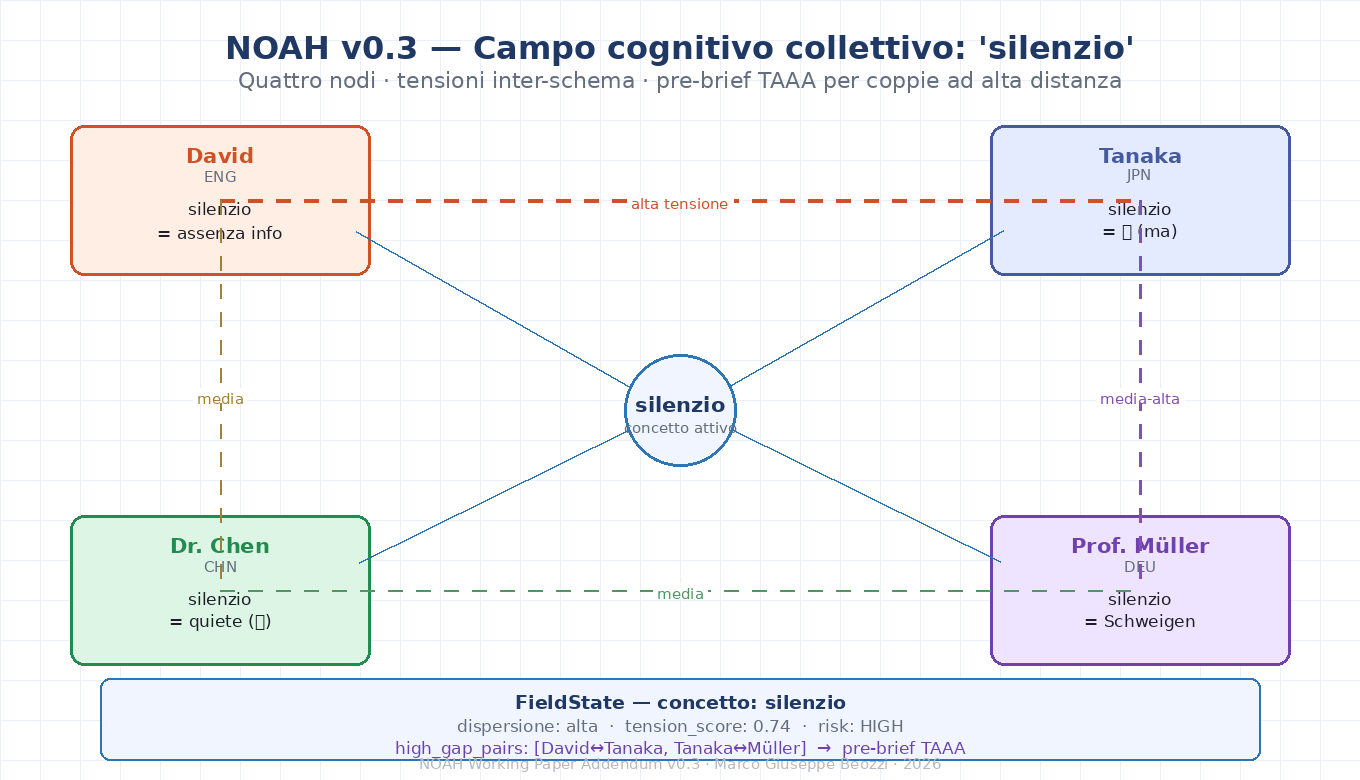 NOAH v0.3 — Campo cognitivo collettivo: 'silenzio'
Quattro nodi · tensioni inter-schema · pre-brief TAAA per coppie ad alta distanza
David
ENG
silenzio
= assenza info
alta tensione
Tanaka
JPN
silenzio
= (ma)
media
silenzio
concetto attivo
media-alta
Dr. Chen
CHN
silenzio
= quiete ()
media
Prof. Müller
DEU
silenzio
= Schweigen
FieldState — concetto: silenzio
dispersione: alta · tension_score: 0.74 · risk: HIGH
high_gap_pairs: [David↔Tanaka, Tanaka↔Müller] → pre-brief TAAA
NOAH Working Paper Addendum v0.3 · Marco Giuseppe Beozzi · 2026